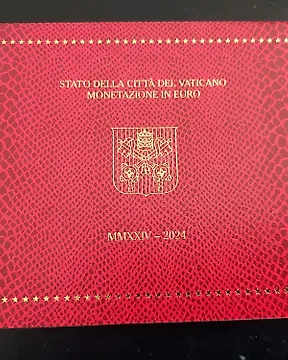 STATO DELLA CITTÀ DEL VATICANO
MONETAZIONE IN EURO
MMXXIV – 2024